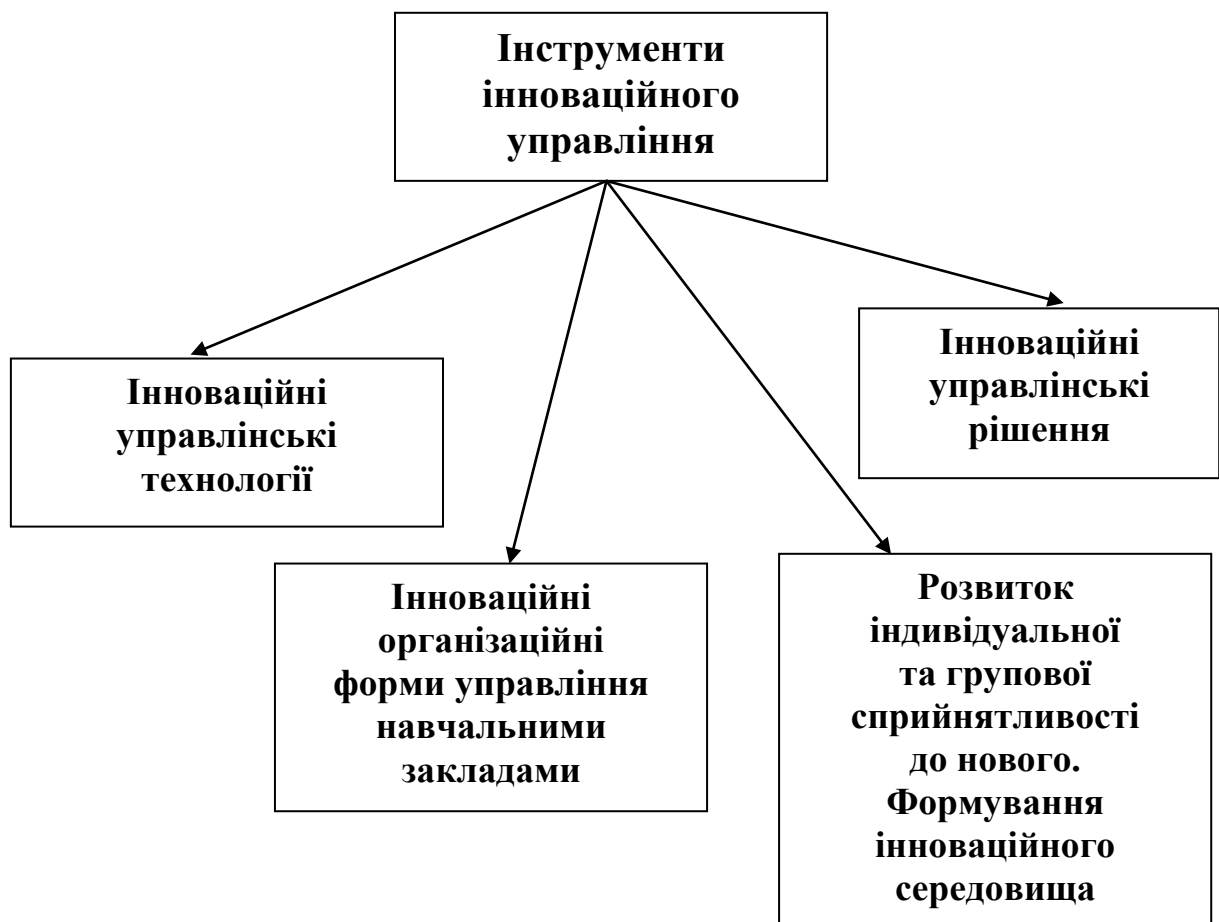 Інструменти
інноваційного
управління
Інноваційні
управлінські
технології
Інноваційні
організаційні
форми управління
навчальними
закладами
Розвиток
індивідуальної
та групової
сприйнятливості
до нового.
Формування
інноваційного
середовища
Інноваційні
управлінські
рішення